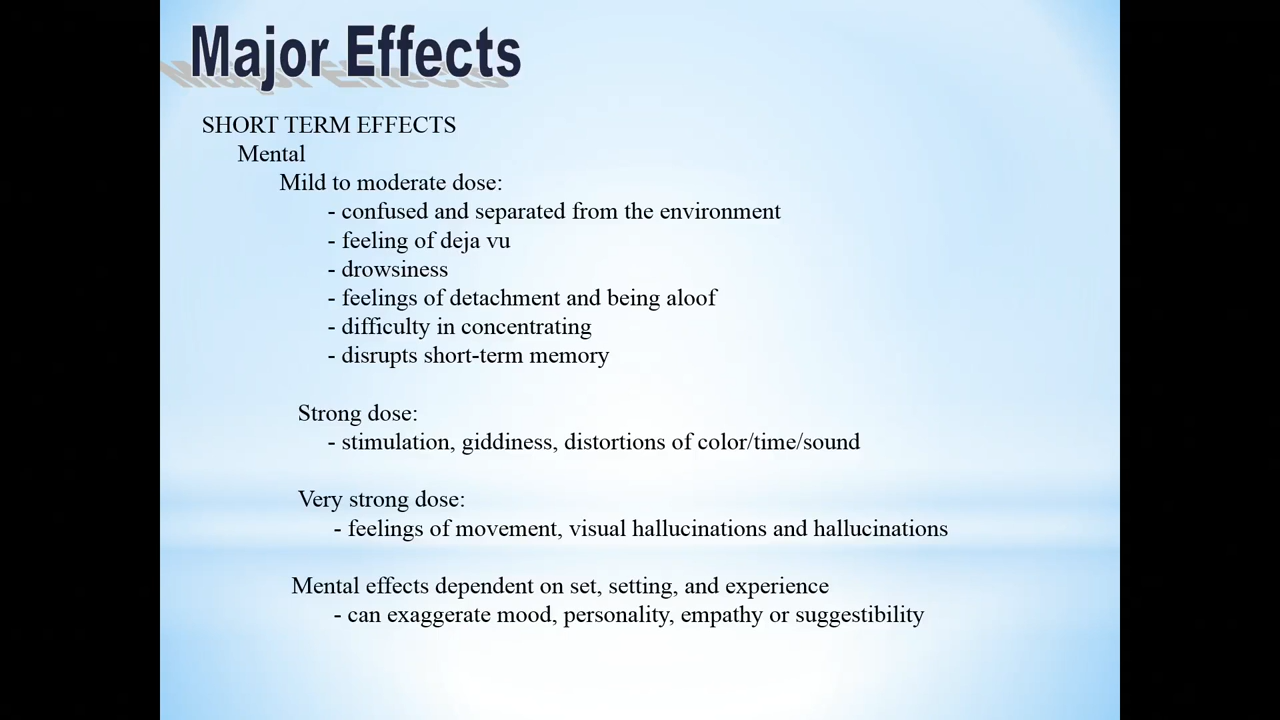 Major Effects
SHORT TERM EFFECTS
Mental
Mild to moderate dose:
- confused and separated from the environment
- feeling of deja vu
- drowsiness
- feelings of detachment and being aloof
- difficulty in concentrating
- disrupts short-term memory
Strong dose:
- stimulation, giddiness, distortions of color/time/sound
Very strong dose:
- feelings of movement, visual hallucinations and hallucinations
Mental effects dependent on set, setting, and experience
- can exaggerate mood, personality, empathy or suggestibility